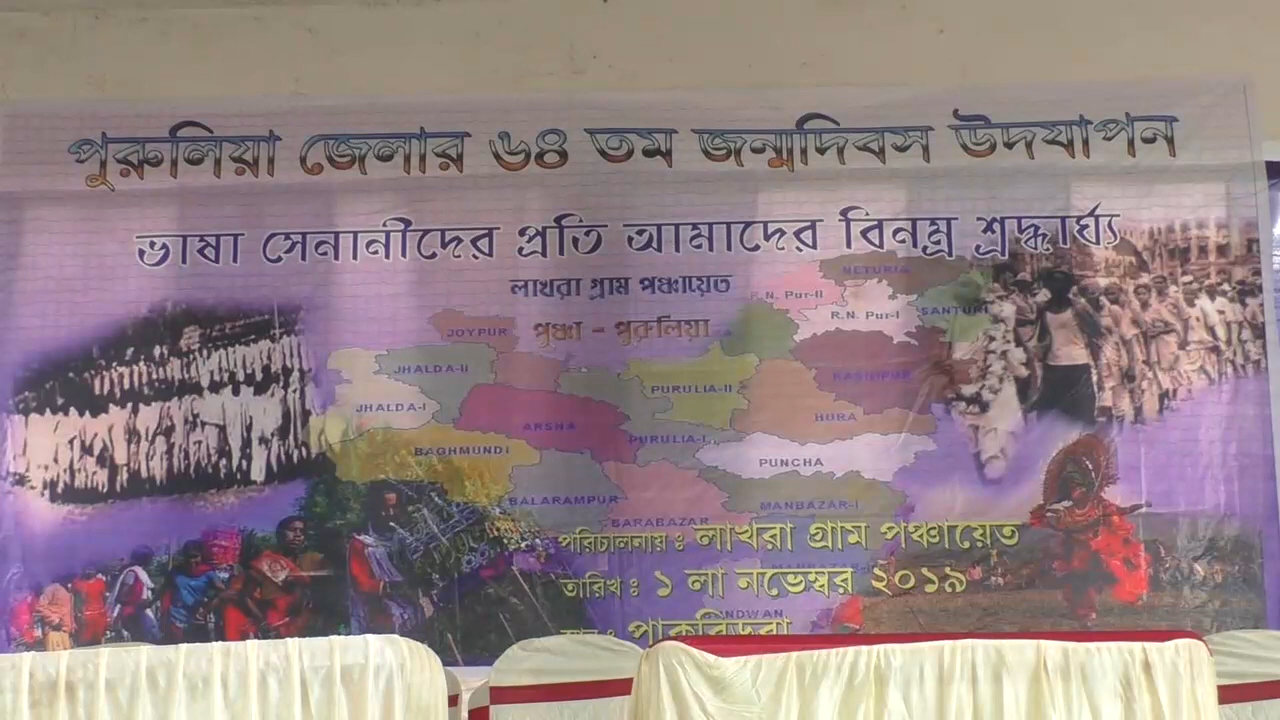 পুরুলিয়া জেলার ৬৪ তম জন্মদিবস উদযাপন
ভাষা সেনানীদের প্রতি আমাদের বিনম্র শ্রদ্ধার্ঘ্য
লাখরা গ্রাম পঞ্চায়েত
পুঞ্চা - পুরুলিয়া
NETURIA
R.N. Pur-II
R.N. Pur-I
SANTURI
JOYPUR
JHALDA-II
PURULIA-II
KASHIPUR
JHALDA-I
HURA
ARSHA
PURULIA-I
BAGHMUNDI
PUNCHA
BALARAMPUR
MANBAZAR-I
BARABAZAR
পরিচালনায় : লাখরা গ্রাম পঞ্চায়েত
তারিখ : ১ লা নভেম্বর ২০১৯
পাকবিড়রা